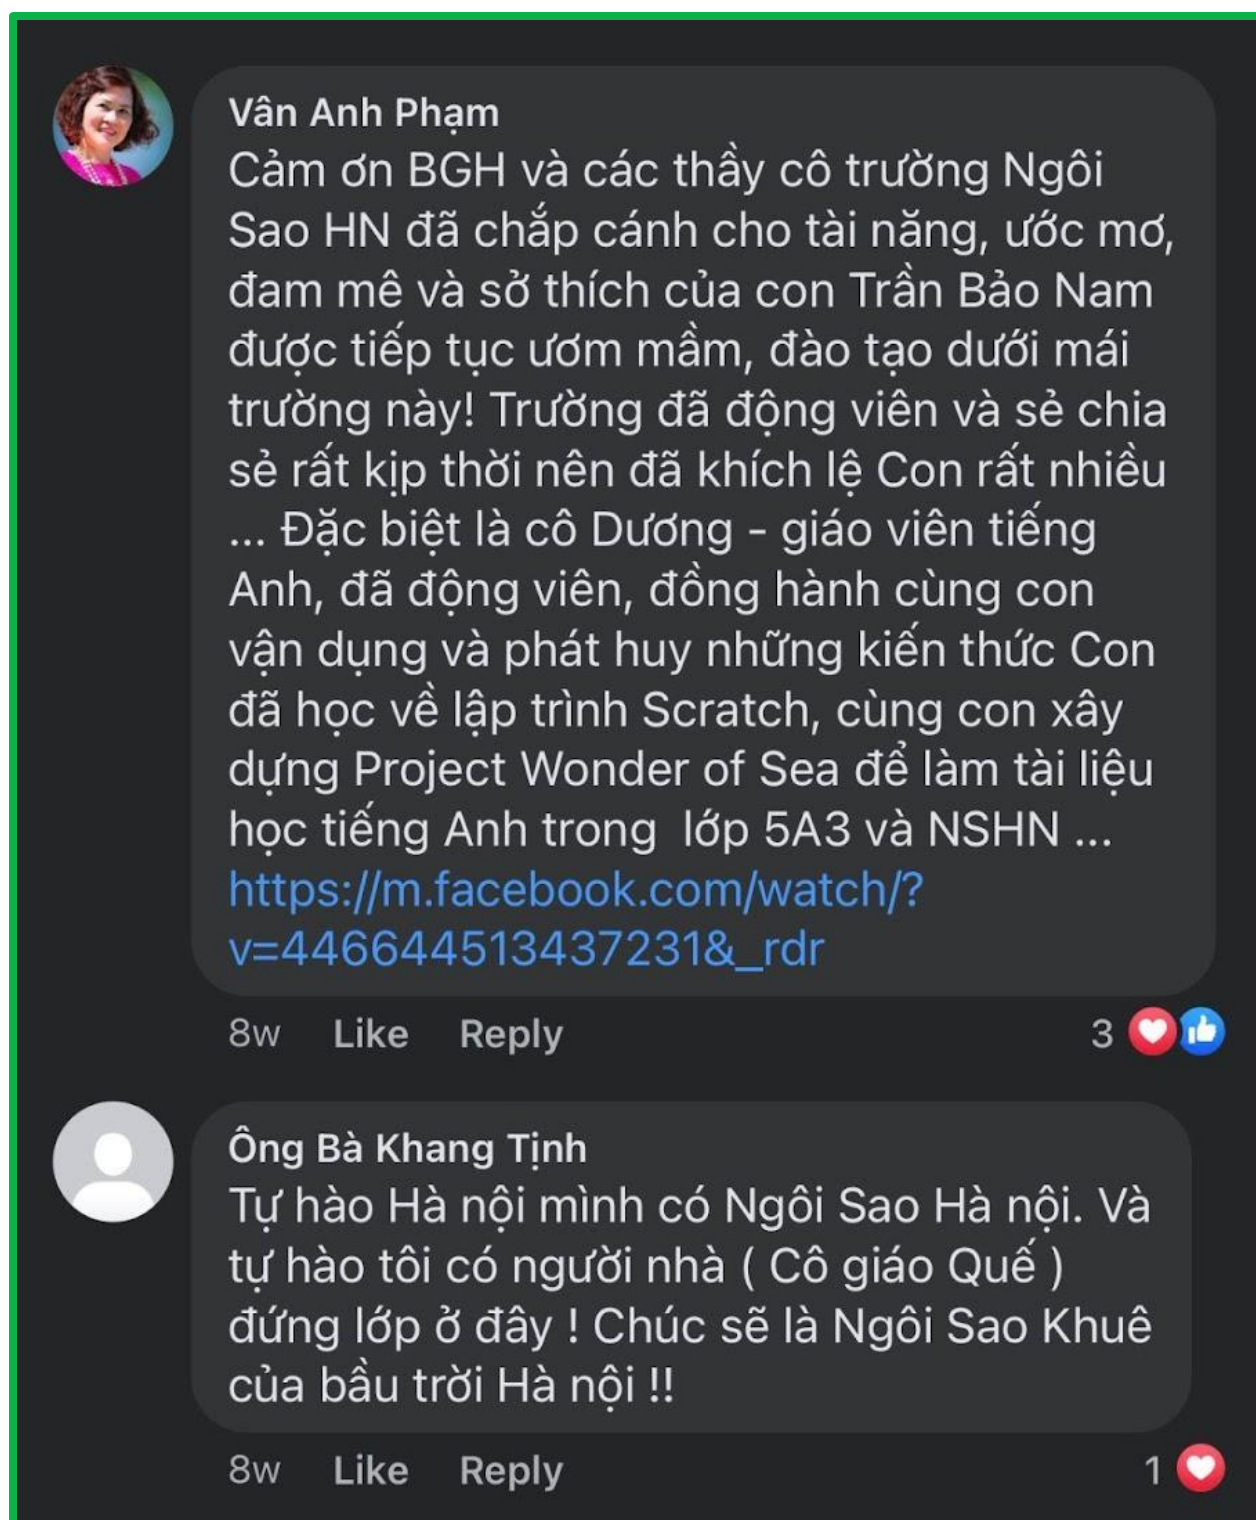 Vân Anh Phạm
Cảm ơn BGH và các thầy cô trường Ngôi
Sao HN đã chắp cánh cho tài năng, ước mơ,
đam mê và sở thích của con Trần Bảo Nam
được tiếp tục ươm mầm, đào tạo dưới mái
trường này! Trường đã động viên và sẻ chia
sẻ rất kịp thời nên đã khích lệ Con rất nhiều
... Đặc biệt là cô Dương - giáo viên tiếng
Anh, đã động viên, đồng hành cùng con
vận dụng và phát huy những kiến thức Con
đã học về lập trình Scratch, cùng con xây
dựng Project Wonder of Sea để làm tài liệu
học tiếng Anh trong  lớp 5A3 và NSHN ...
https://m.facebook.com/watch/?
v=446644513437231&_rdr
8w Like Reply 3
Ông Bà Khang Tịnh
Tự hào Hà nội mình có Ngôi Sao Hà nội. Và
tự hào tôi có người nhà ( Cô giáo Quế )
đứng lớp ở đây ! Chúc sẽ là Ngôi Sao Khuê
của bầu trời Hà nội !!
8w Like Reply 1